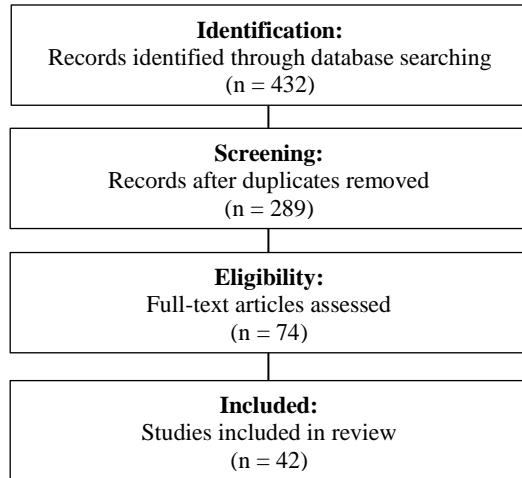 Identification:
Records identified through database searching
(n = 432)
Screening:
Records after duplicates removed
(n = 289)
Eligibility:
Full-text articles assessed
(n = 74)
Included:
Studies included in review
(n = 42)